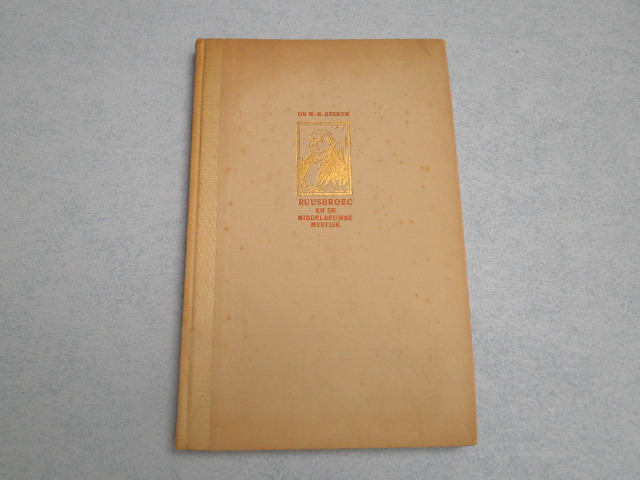 DR W. H. BEUKEN
RUUSBROEC
EN DE
MIDDELEEUWSE
MYSTIEK